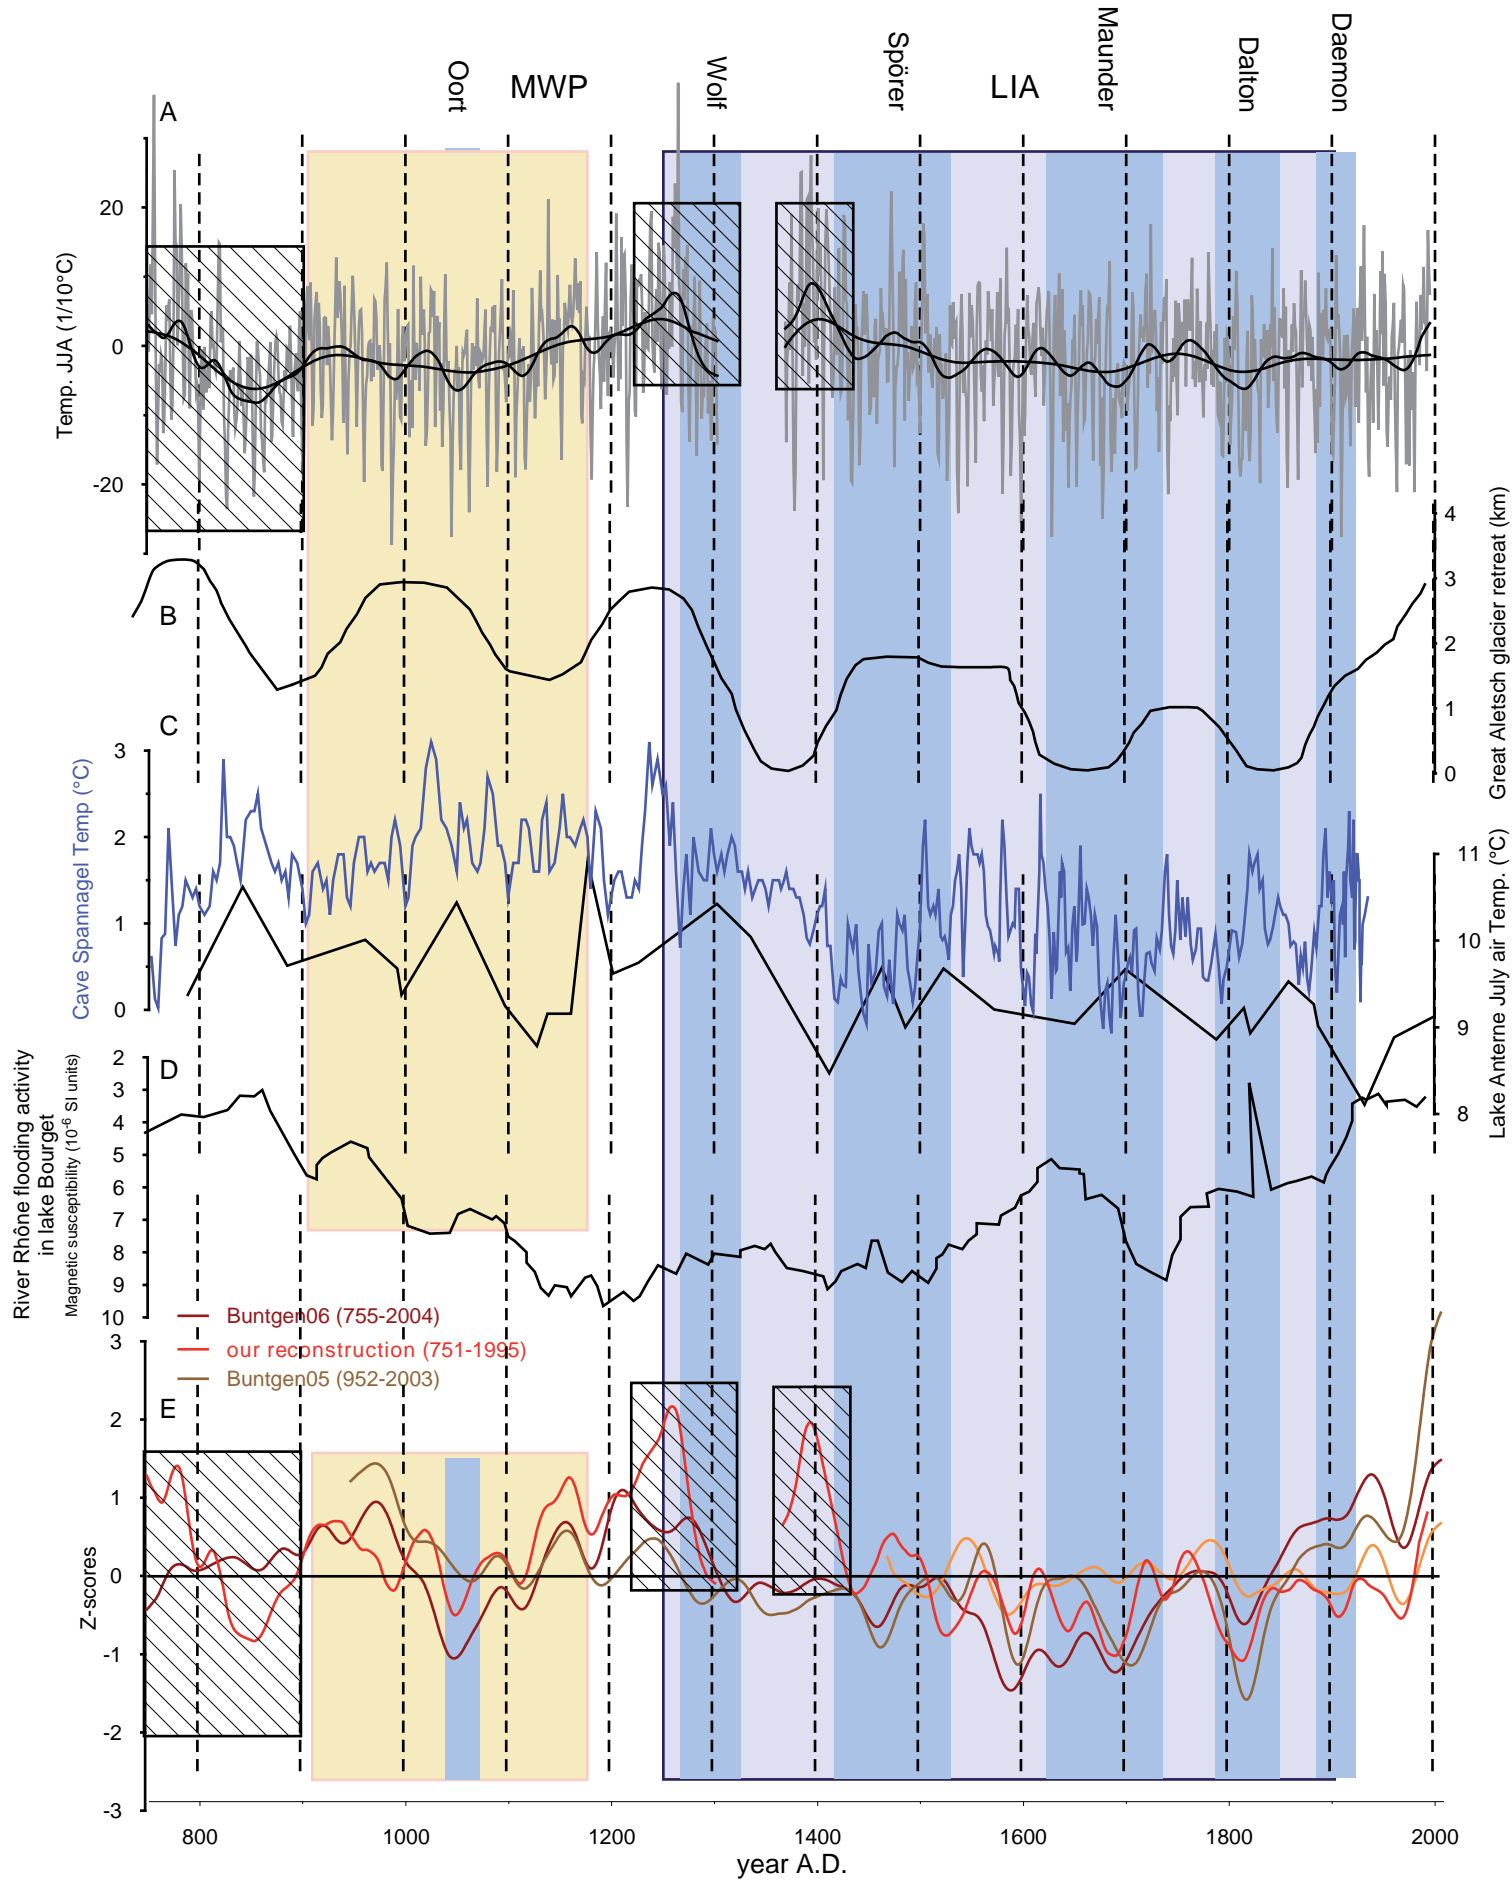 Oort
MWP
Wolf
Spörer
LIA
Maunder
Dalton
Daemon
A
20
0
-20
Temp. JJA (1/10°C)
B
4
3
2
1
0
Great Aletsch glacier retreat (km)
C
3
2
1
0
Cave Spannagel Temp (°C)
11
10
9
8
Lake Anterne July air Temp. (°C)
D
2
3
4
5
6
7
8
9
10
River Rhône flooding activity
in lake Bourget
Magnetic susceptibility (10⁻⁶ SI units)
Buntgen06 (755-2004)
our reconstruction (751-1995)
Buntgen05 (952-2003)
E
3
2
1
0
-1
-2
-3
Z-scores
800
1000
1200
1400
1600
1800
2000
year A.D.